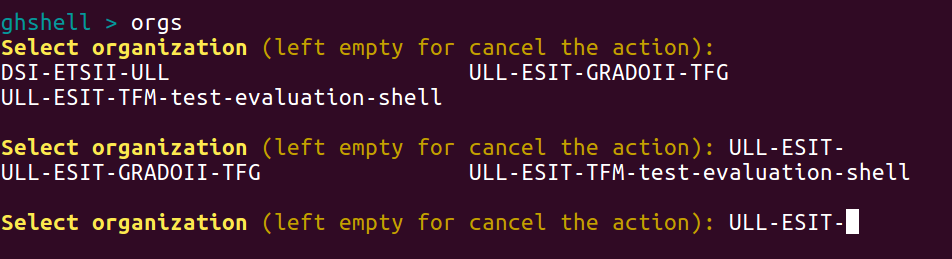 ghshell > orgs
Select organization (left empty for cancel the action):
DSI-ETSII-ULL ULL-ESIT-GRADOII-TFG
ULL-ESIT-TFM-test-evaluation-shell
Select organization (left empty for cancel the action): ULL-ESIT-
ULL-ESIT-GRADOII-TFG ULL-ESIT-TFM-test-evaluation-shell
Select organization (left empty for cancel the action): ULL-ESIT-